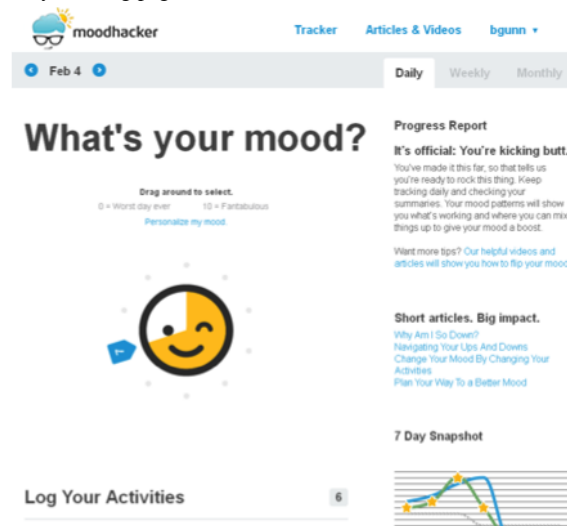 moodhacker
Tracker
Articles & Videos
bgunn
Feb 4
Daily
Weekly
Monthly
What's your mood?
Drag around to select.
0 = Worst day ever 10 = Fantabulous
Personalize my mood.
7
Log Your Activities
6
Progress Report
It's official: You're kicking butt.
You've made it this far, so that tells us
you're ready to rock this thing. Keep
tracking daily and checking your
summaries. Your mood patterns will show
you what's working and where you can mix
things up to give your mood a boost.
Want more tips? Our helpful videos and
articles will show you how to flip your mood
Short articles. Big impact.
Why Am I So Down?
Navigating Your Ups And Downs
Change Your Mood By Changing Your
Activities
Plan Your Way To a Better Mood
7 Day Snapshot